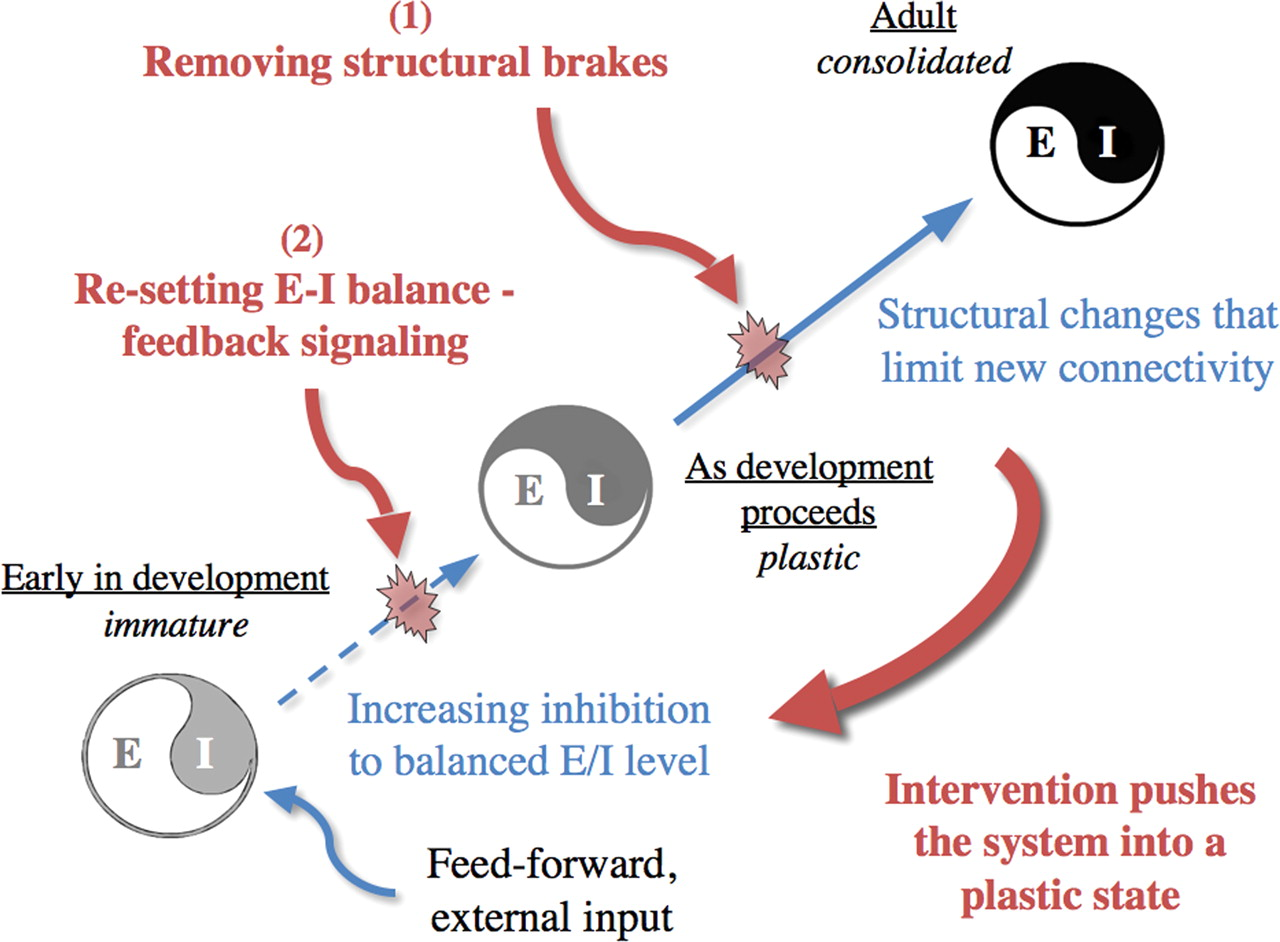 (1)
Removing structural brakes
Adult
consolidated
E I
(2)
Re-setting E-I balance -
feedback signaling
Structural changes that
limit new connectivity
E I
As development
proceeds
plastic
Early in development
immature
E I
Increasing inhibition
to balanced E/I level
Feed-forward,
external input
Intervention pushes
the system into a
plastic state